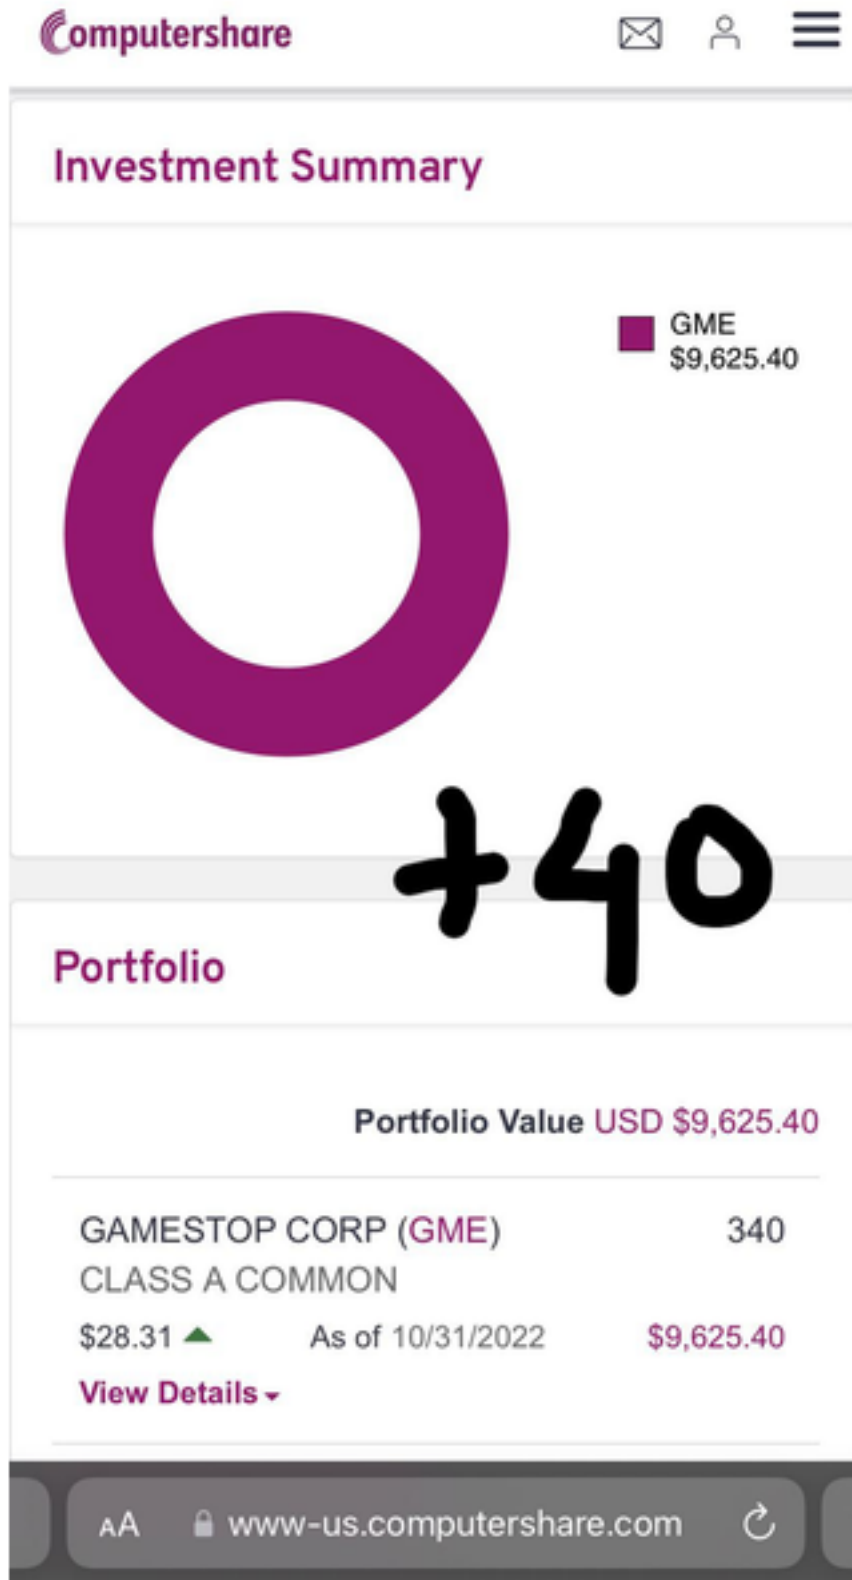 Computershare
Investment Summary
GME
$9,625.40
+40
Portfolio
Portfolio Value USD $9,625.40
GAMESTOP CORP (GME) 340
CLASS A COMMON
$28.31 As of 10/31/2022 $9,625.40
View Details
AA www-us.computershare.com